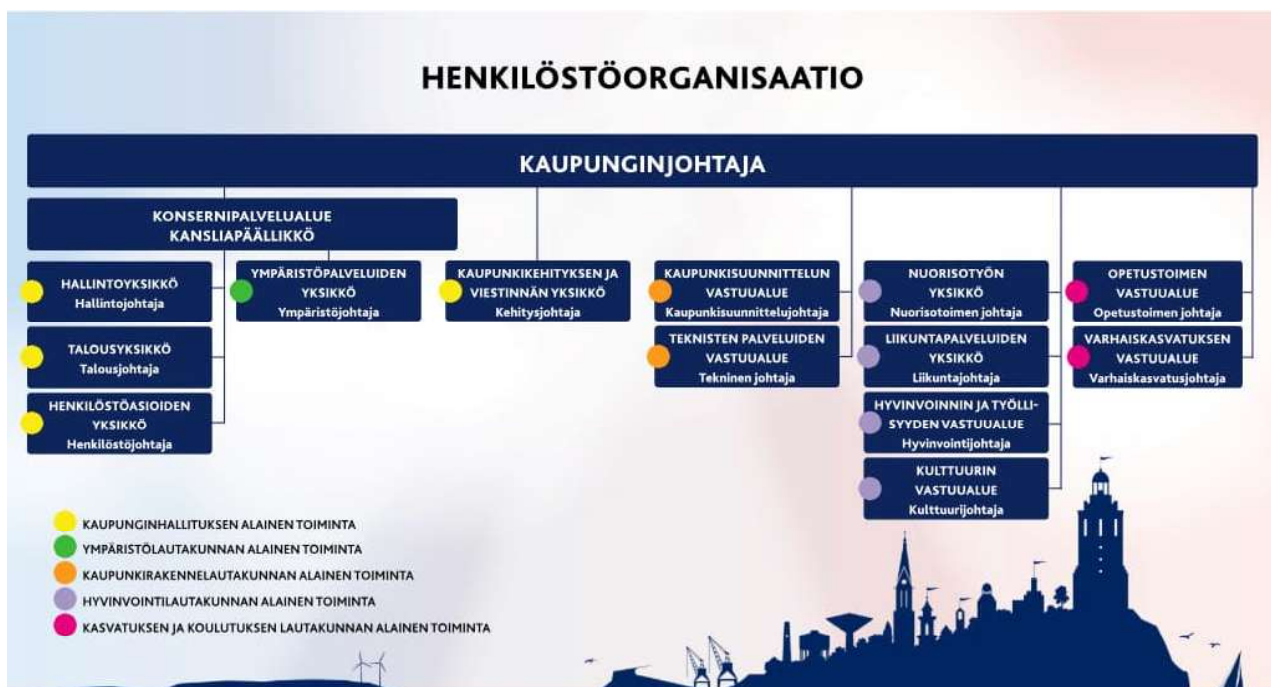 HENKILÖSTÖORGANISAATIO
KAUPUNGINJOHTAJA
KONSERNIPALVELUALUE
KANSLIAPÄÄLLIKKÖ
HALLINTOYKSIKKÖ
Hallintojohtaja
TALOUSYKSIKKÖ
Talousjohtaja
HENKILÖSTÖASIOIDEN
YKSIKKÖ
Henkilöstöjohtaja
YMPÄRISTÖPALVELUIDEN
YKSIKKÖ
Ympäristöjohtaja
KAUPUNKIKEHITYKSEN JA
VIESTINNÄN YKSIKKÖ
Kehitysjohtaja
KAUPUNKISUUNNITTELUN
VASTUUALUE
Kaupunkisuunnittelujohtaja
TEKNISTEN PALVELUIDEN
VASTUUALUE
Tekninen johtaja
NUORISOTYÖN
YKSIKKÖ
Nuorisotoimen johtaja
LIIKUNTAPALVELUIDEN
YKSIKKÖ
Liikuntajohtaja
HYVINVOINNIN JA TYÖLLI-
SYYDEN VASTUUALUE
Hyvinvointijohtaja
KULTTUURIN
VASTUUALUE
Kulttuurijohtaja
OPETUSTOIMEN
VASTUUALUE
Opetustoimen johtaja
VARHAISKASVATUKSEN
VASTUUALUE
Varhaiskasvatusjohtaja
KAUPUNGINHALLITUKSEN ALAINEN TOIMINTA
YMPÄRISTÖLAUTAKUNNAN ALAINEN TOIMINTA
KAUPUNKIRAKENNELAUTAKUNNAN ALAINEN TOIMINTA
HYVINVOINTILAUTAKUNNAN ALAINEN TOIMINTA
KASVATUKSEN JA KOULUTUKSEN LAUTAKUNNAN ALAINEN TOIMINTA